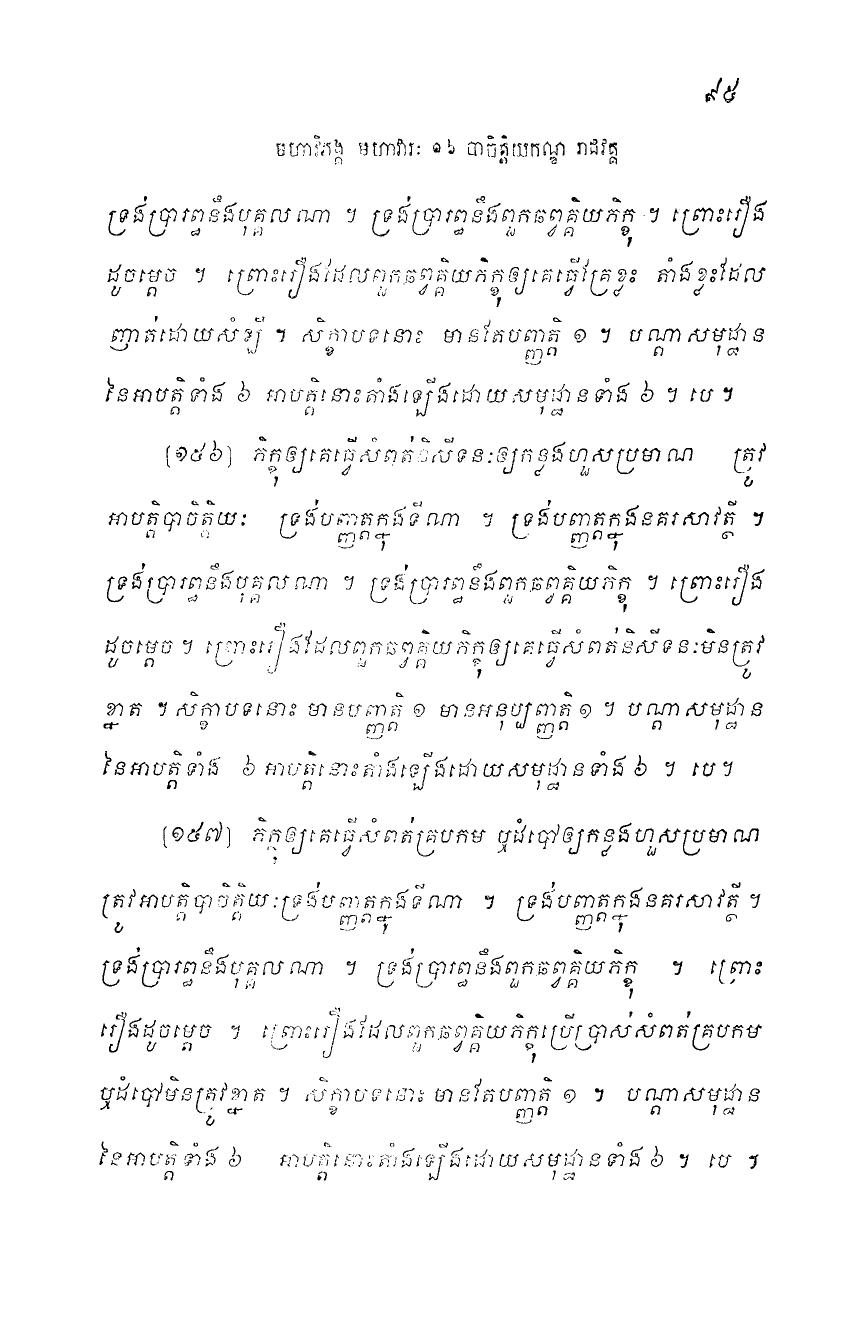 ៩៥
មហាវិភង្គ មហាវារៈ ១៦ បាចិត្តិយកណ្ឌ រាជវគ្គ
ទ្រង់ប្រារព្ធនឹងបុគ្គលណា ។ ទ្រង់ប្រារព្ធនឹងពួកឆព្វគ្គិយភិក្ខុ ។ ព្រោះរឿង
ដូចម្តេច ។ ព្រោះរឿងដែលពួកឆព្វគ្គិយភិក្ខុឲ្យគេធ្វើគ្រែខ្លះ តាំងខ្លះដែល
ញាត់ដោយសំឡី ។ សិក្ខាបទនោះ មានតែបញ្ញត្តិ ១ ។ បណ្តាសមុដ្ឋាន
នៃអាបត្តិទាំង ៦ អាបត្តិនោះតាំងឡើងដោយសមុដ្ឋានទាំង ៦ ។ បេ ។
[១៥៦] ភិក្ខុឲ្យគេធ្វើសំពត់និសីទនៈឲ្យកន្លងហួសប្រមាណ ត្រូវ
អាបត្តិបាចិត្តិយៈ ទ្រង់បញ្ញត្តក្នុងទីណា ។ ទ្រង់បញ្ញត្តក្នុងនគរសាវត្ថី ។
ទ្រង់ប្រារព្ធនឹងបុគ្គលណា ។ ទ្រង់ប្រារព្ធនឹងពួកឆព្វគ្គិយភិក្ខុ ។ ព្រោះរឿង
ដូចម្តេច ។ ព្រោះរឿងដែលពួកឆព្វគ្គិយភិក្ខុឲ្យគេធ្វើសំពត់និសីទនៈមិនត្រូវ
ខ្នាត ។ សិក្ខាបទនោះ មានបញ្ញត្តិ ១ មានអនុប្បញ្ញត្តិ ១ ។ បណ្តាសមុដ្ឋាន
នៃអាបត្តិទាំង ៦ អាបត្តិនោះតាំងឡើងដោយសមុដ្ឋានទាំង ៦ ។ បេ ។
[១៥៧] ភិក្ខុឲ្យគេធ្វើសំពត់គ្របកម ឬដំបៅឲ្យកន្លងហួសប្រមាណ
ត្រូវអាបត្តិបាចិត្តិយៈទ្រង់បញ្ញត្តក្នុងទីណា ។ ទ្រង់បញ្ញត្តក្នុងនគរសាវត្ថី ។
ទ្រង់ប្រារព្ធនឹងបុគ្គលណា ។ ទ្រង់ប្រារព្ធនឹងពួកឆព្វគ្គិយភិក្ខុ ។ ព្រោះ
រឿងដូចម្តេច ។ ព្រោះរឿងដែលពួកឆព្វគ្គិយភិក្ខុប្រើប្រាស់សំពត់គ្របកម
ឬដំបៅមិនត្រូវខ្នាត ។ សិក្ខាបទនោះ មានតែបញ្ញត្តិ ១ ។ បណ្តាសមុដ្ឋាន
នៃអាបត្តិទាំង ៦ អាបត្តិនោះតាំងឡើងដោយសមុដ្ឋានទាំង ៦ ។ បេ ។